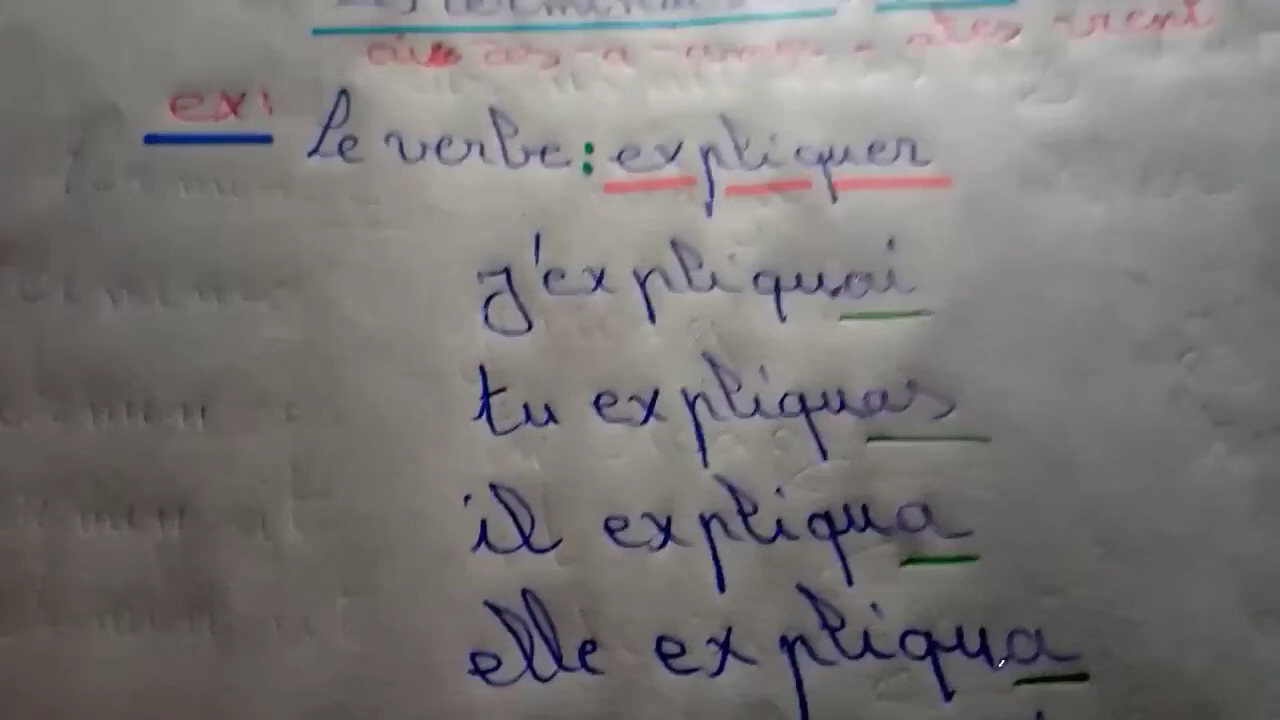 ex:
Le verbe: expliquer
j'expliquai
tu expliquas
il expliqua
elle expliqua